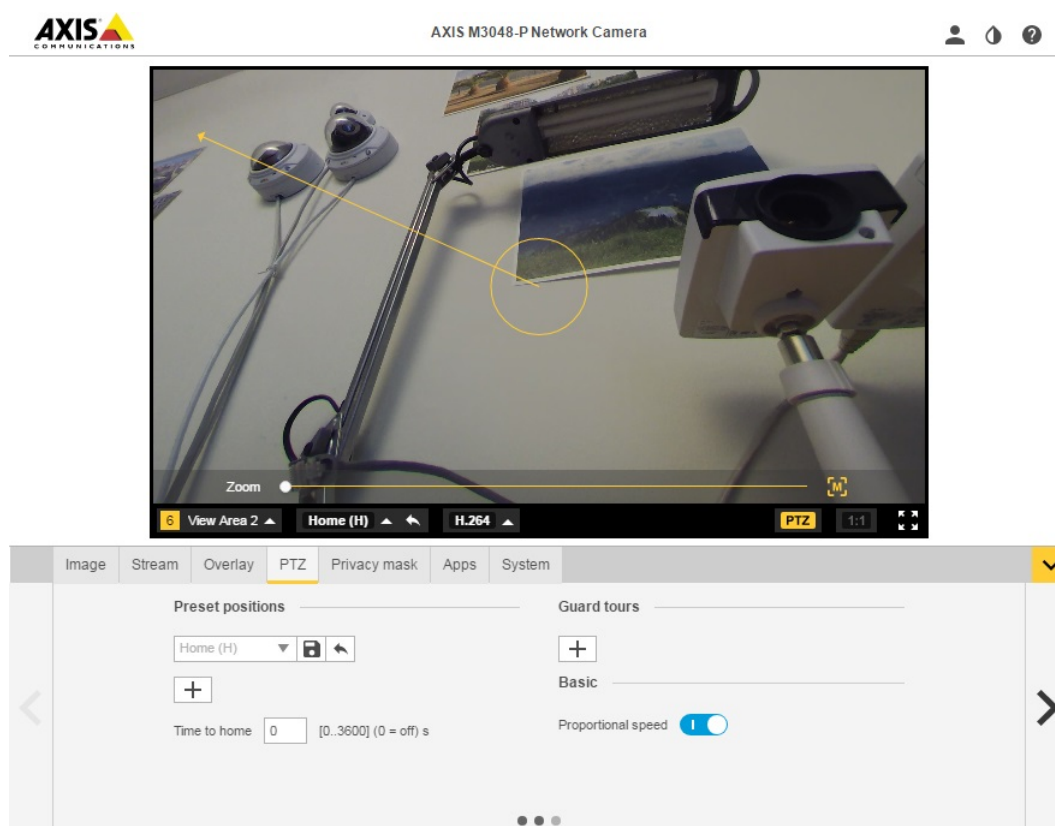 AXIS
COMMUNICATIONS
AXIS M3048-P Network Camera
Zoom
M
6 View Area 2 Home (H) H.264 PTZ 1:1
Image Stream Overlay PTZ Privacy mask Apps System
Preset positions
Home (H)
Time to home 0 [0..3600] (0 = off) s
Guard tours
Basic
Proportional speed